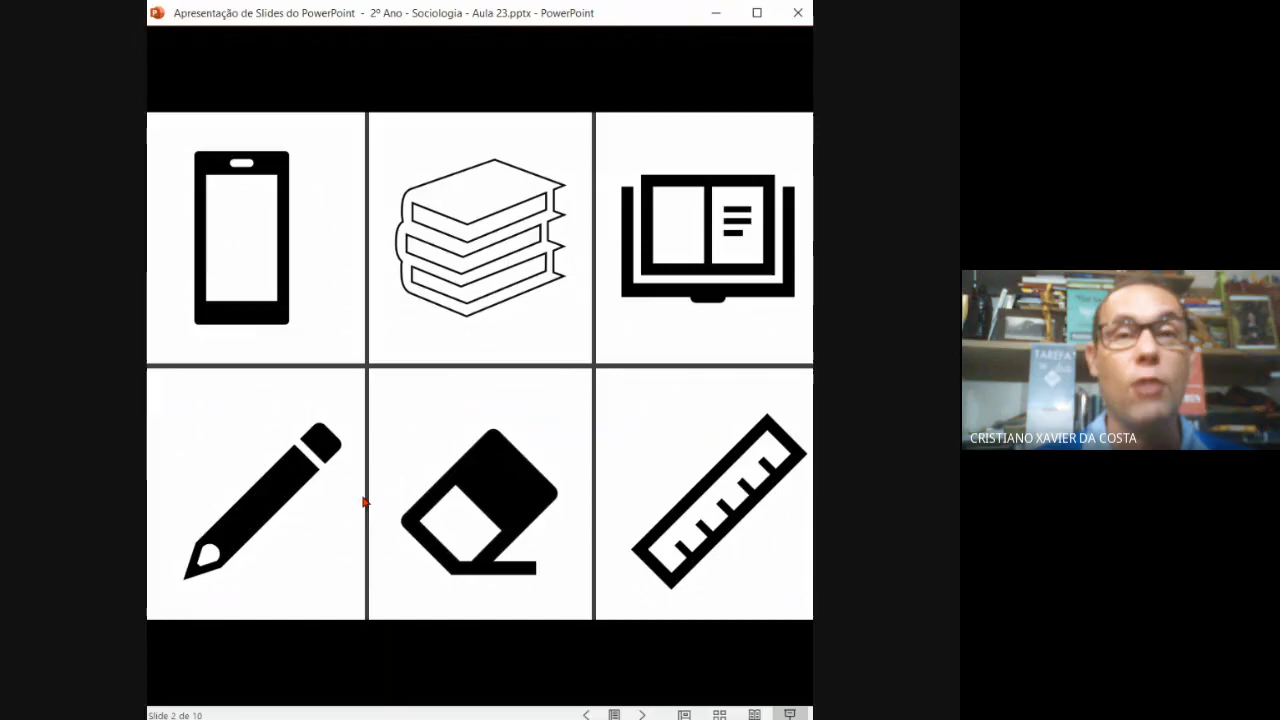 Apresentação de Slides do PowerPoint - 2º Ano - Sociologia - Aula 23.pptx - PowerPoint
TAREFA
CRISTIANO XAVIER DA COSTA
Slide 2 de 10